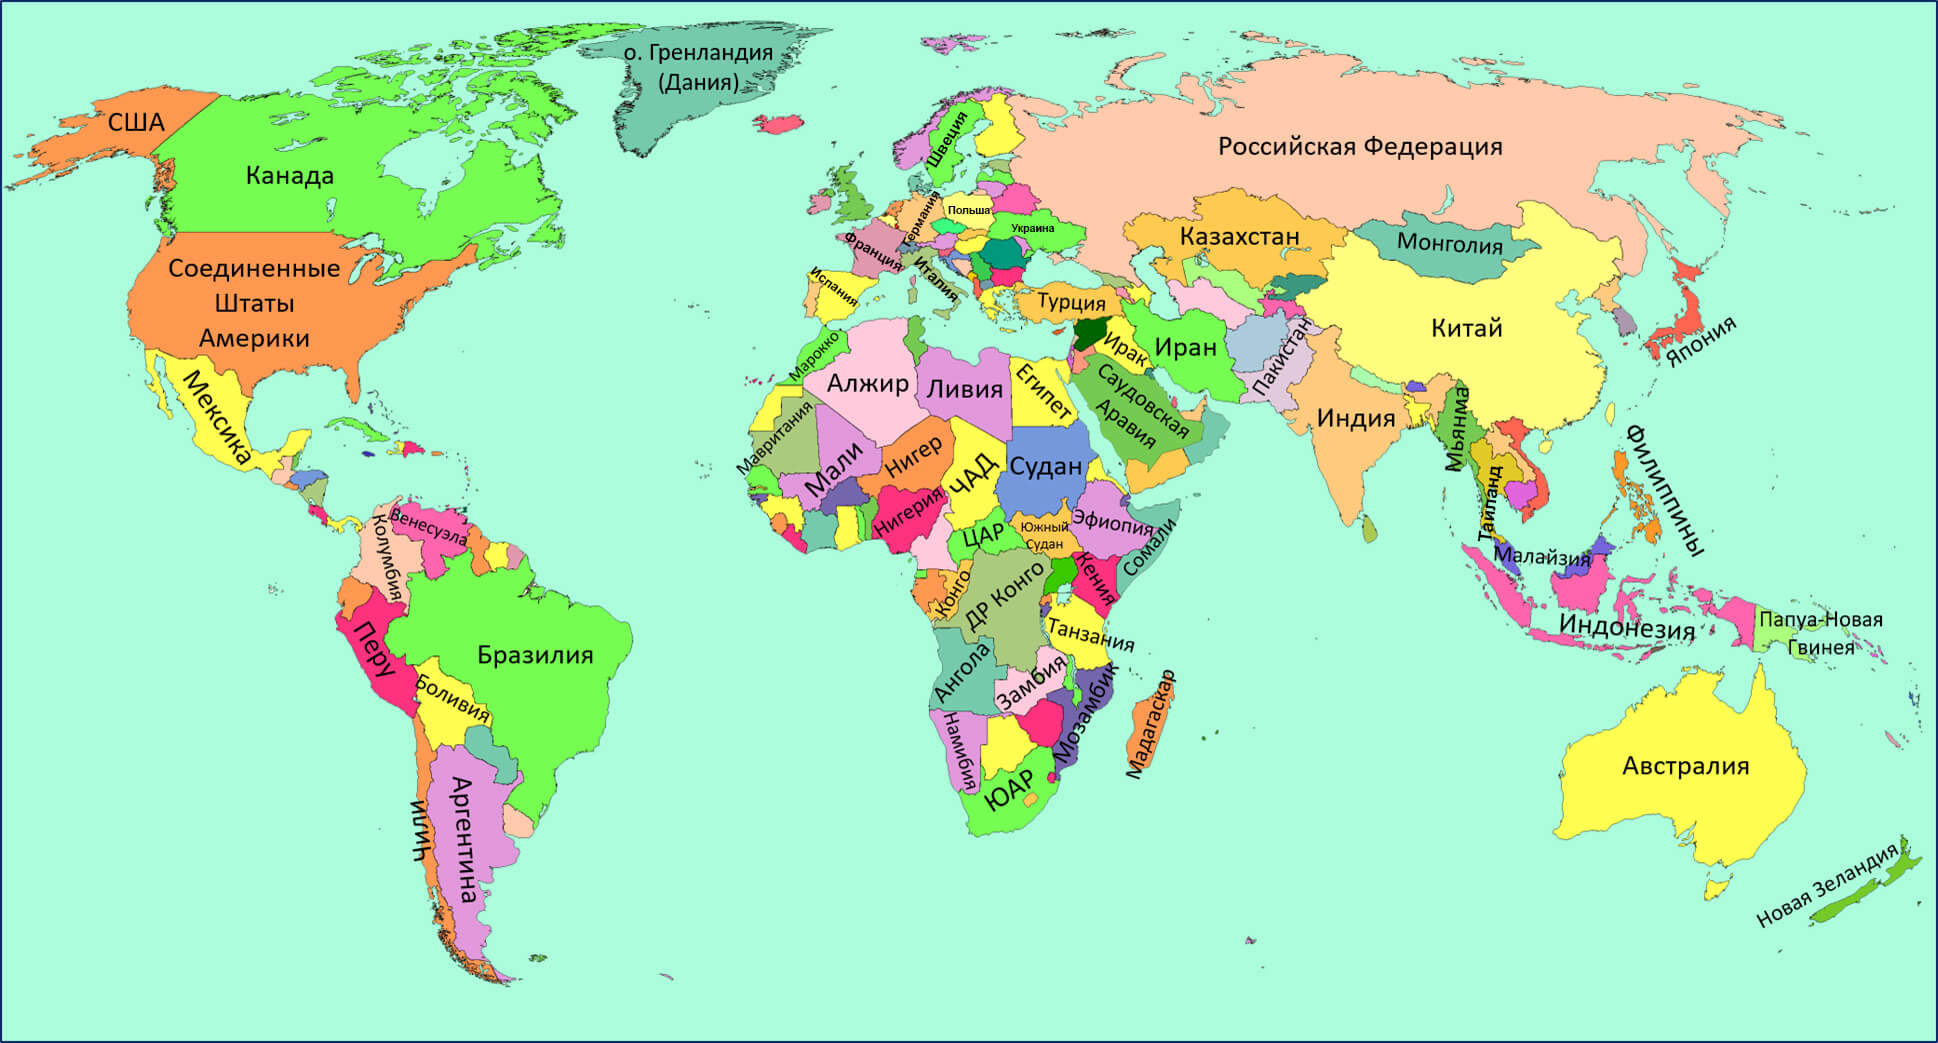 о. Гренландия
(Дания)
США
Канада
Соединенные
Штаты
Америки
Мексика
Венесуэла
Колумбия
Перу
Бразилия
Боливия
Чили
Аргентина
Швеция
Польша
Германия
Украина
Франция
Италия
Испания
Турция
Российская Федерация
Казахстан
Монголия
Китай
Япония
Ирак
Иран
Пакистан
Индия
Саудовская
Аравия
Мьянма
Таиланд
Филиппины
Малайзия
Индонезия
Папуа-Новая
Гвинея
Марокко
Алжир
Ливия
Египет
Мавритания
Мали
Нигер
ЧАД
Судан
Нигерия
ЦАР
Южный
Судан
Эфиопия
Сомали
Конго
ДР Конго
Кения
Танзания
Ангола
Замбия
Мозамбик
Мадагаскар
Намибия
ЮАР
Австралия
Новая Зеландия